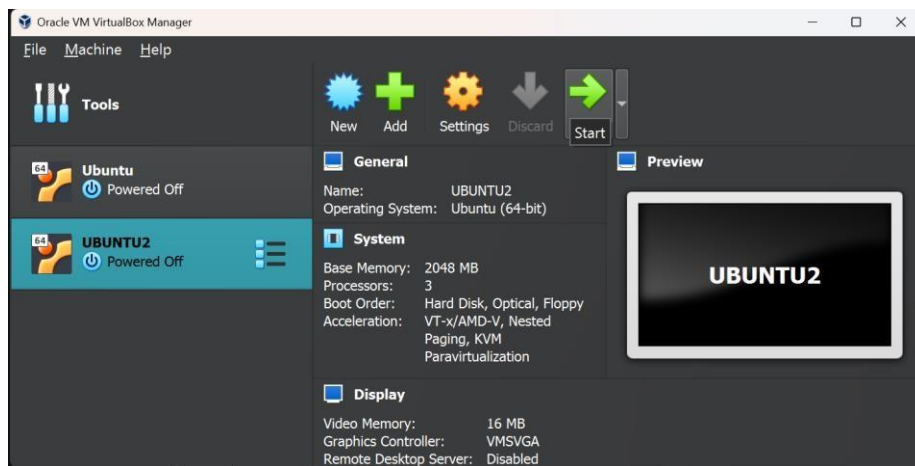 Oracle VM VirtualBox Manager
File Machine Help
Tools
New Add Settings Discard Start
64
Ubuntu
Powered Off
64
UBUNTU2
Powered Off
General
Name: UBUNTU2
Operating System: Ubuntu (64-bit)
System
Base Memory: 2048 MB
Processors: 3
Boot Order: Hard Disk, Optical, Floppy
Acceleration: VT-x/AMD-V, Nested
Paging, KVM
Paravirtualization
Preview
UBUNTU2
Display
Video Memory: 16 MB
Graphics Controller: VMSVGA
Remote Desktop Server: Disabled